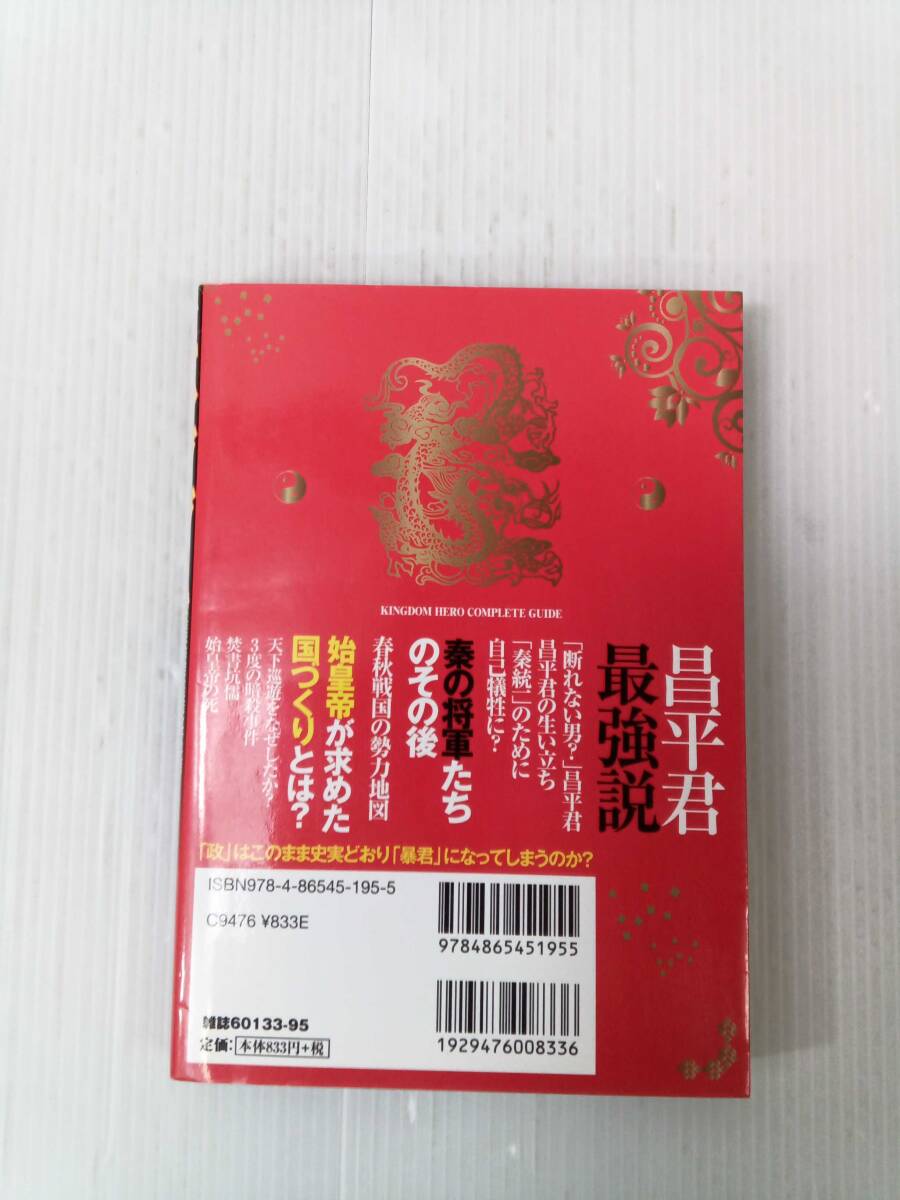 KINGDOM HERO COMPLETE GUIDE
昌平君
最強説
「断れない男?」昌平君
昌平君の生い立ち
「秦統一」のために
自己犠牲に?
秦の将軍たち
のその後
春秋戦国の勢力地図
始皇帝が求めた
国づくりとは?
天下巡遊をなぜしたか?
3度の暗殺事件
焚書坑儒
始皇帝の死
「政」はこのまま史実どおり「暴君」になってしまうのか?
ISBN978-4-86545-195-5
C9476 ¥833E
9784865451955
雑誌60133-95
定価:本体833円+税
1929476008336